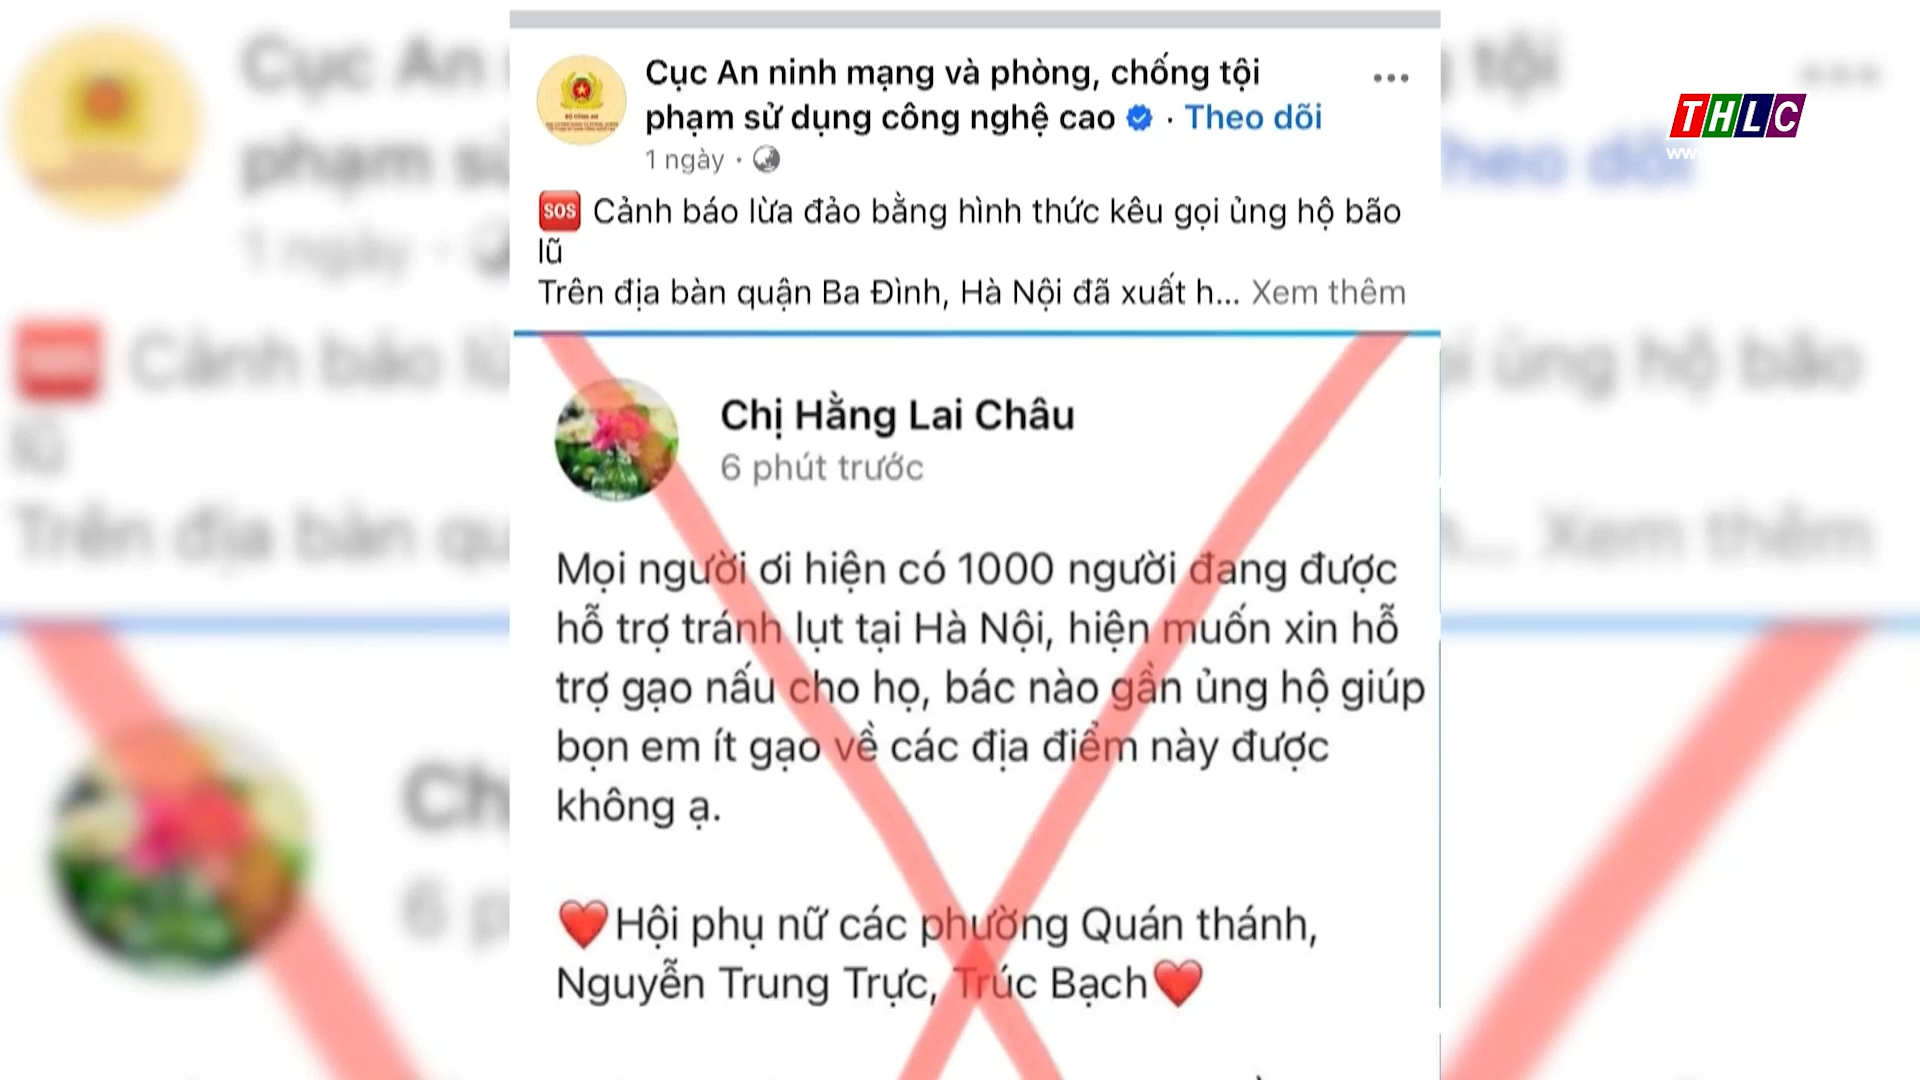 Cục An ninh mạng và phòng, chống tội
phạm sử dụng công nghệ cao · Theo dõi
1 ngày ·
SOS Cảnh báo lừa đảo bằng hình thức kêu gọi ủng hộ bão
lũ
Trên địa bàn quận Ba Đình, Hà Nội đã xuất h... Xem thêm
THLC
Chị Hằng Lai Châu
6 phút trước
Mọi người ơi hiện có 1000 người đang được
hỗ trợ tránh lụt tại Hà Nội, hiện muốn xin hỗ
trợ gạo nấu cho họ, bác nào gần ủng hộ giúp
bọn em ít gạo về các địa điểm này được
không ạ.
❤️Hội phụ nữ các phường Quán thánh,
Nguyễn Trung Trực, Trúc Bạch❤️